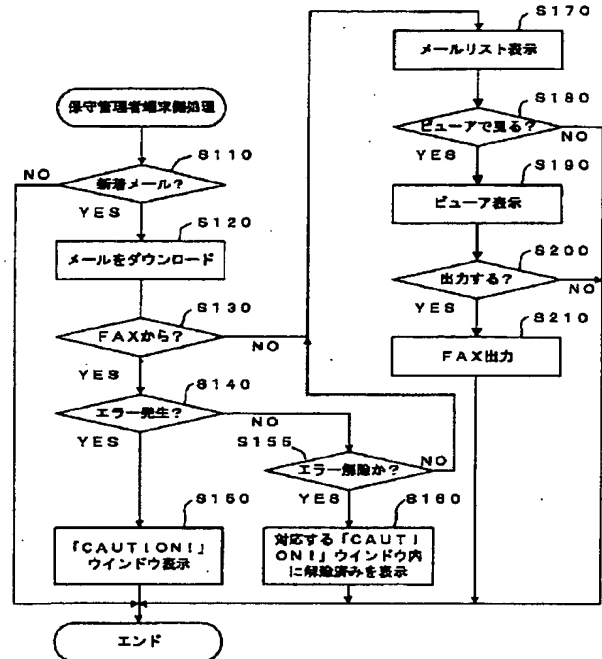 保守管理者端末側処理
S110
新着メール?
NO
YES
S120
メールをダウンロード
S130
FAXから?
NO
YES
S140
エラー発生?
NO
YES
S155
エラー解除か?
NO
YES
S150
「CAUTION!」
ウインドウ表示
S160
対応する「CAUTI
ON!」ウインドウ内
に解除済みを表示
エンド
S170
メールリスト表示
S180
ビューアで見る?
NO
YES
S190
ビューア表示
S200
出力する?
NO
YES
S210
FAX出力